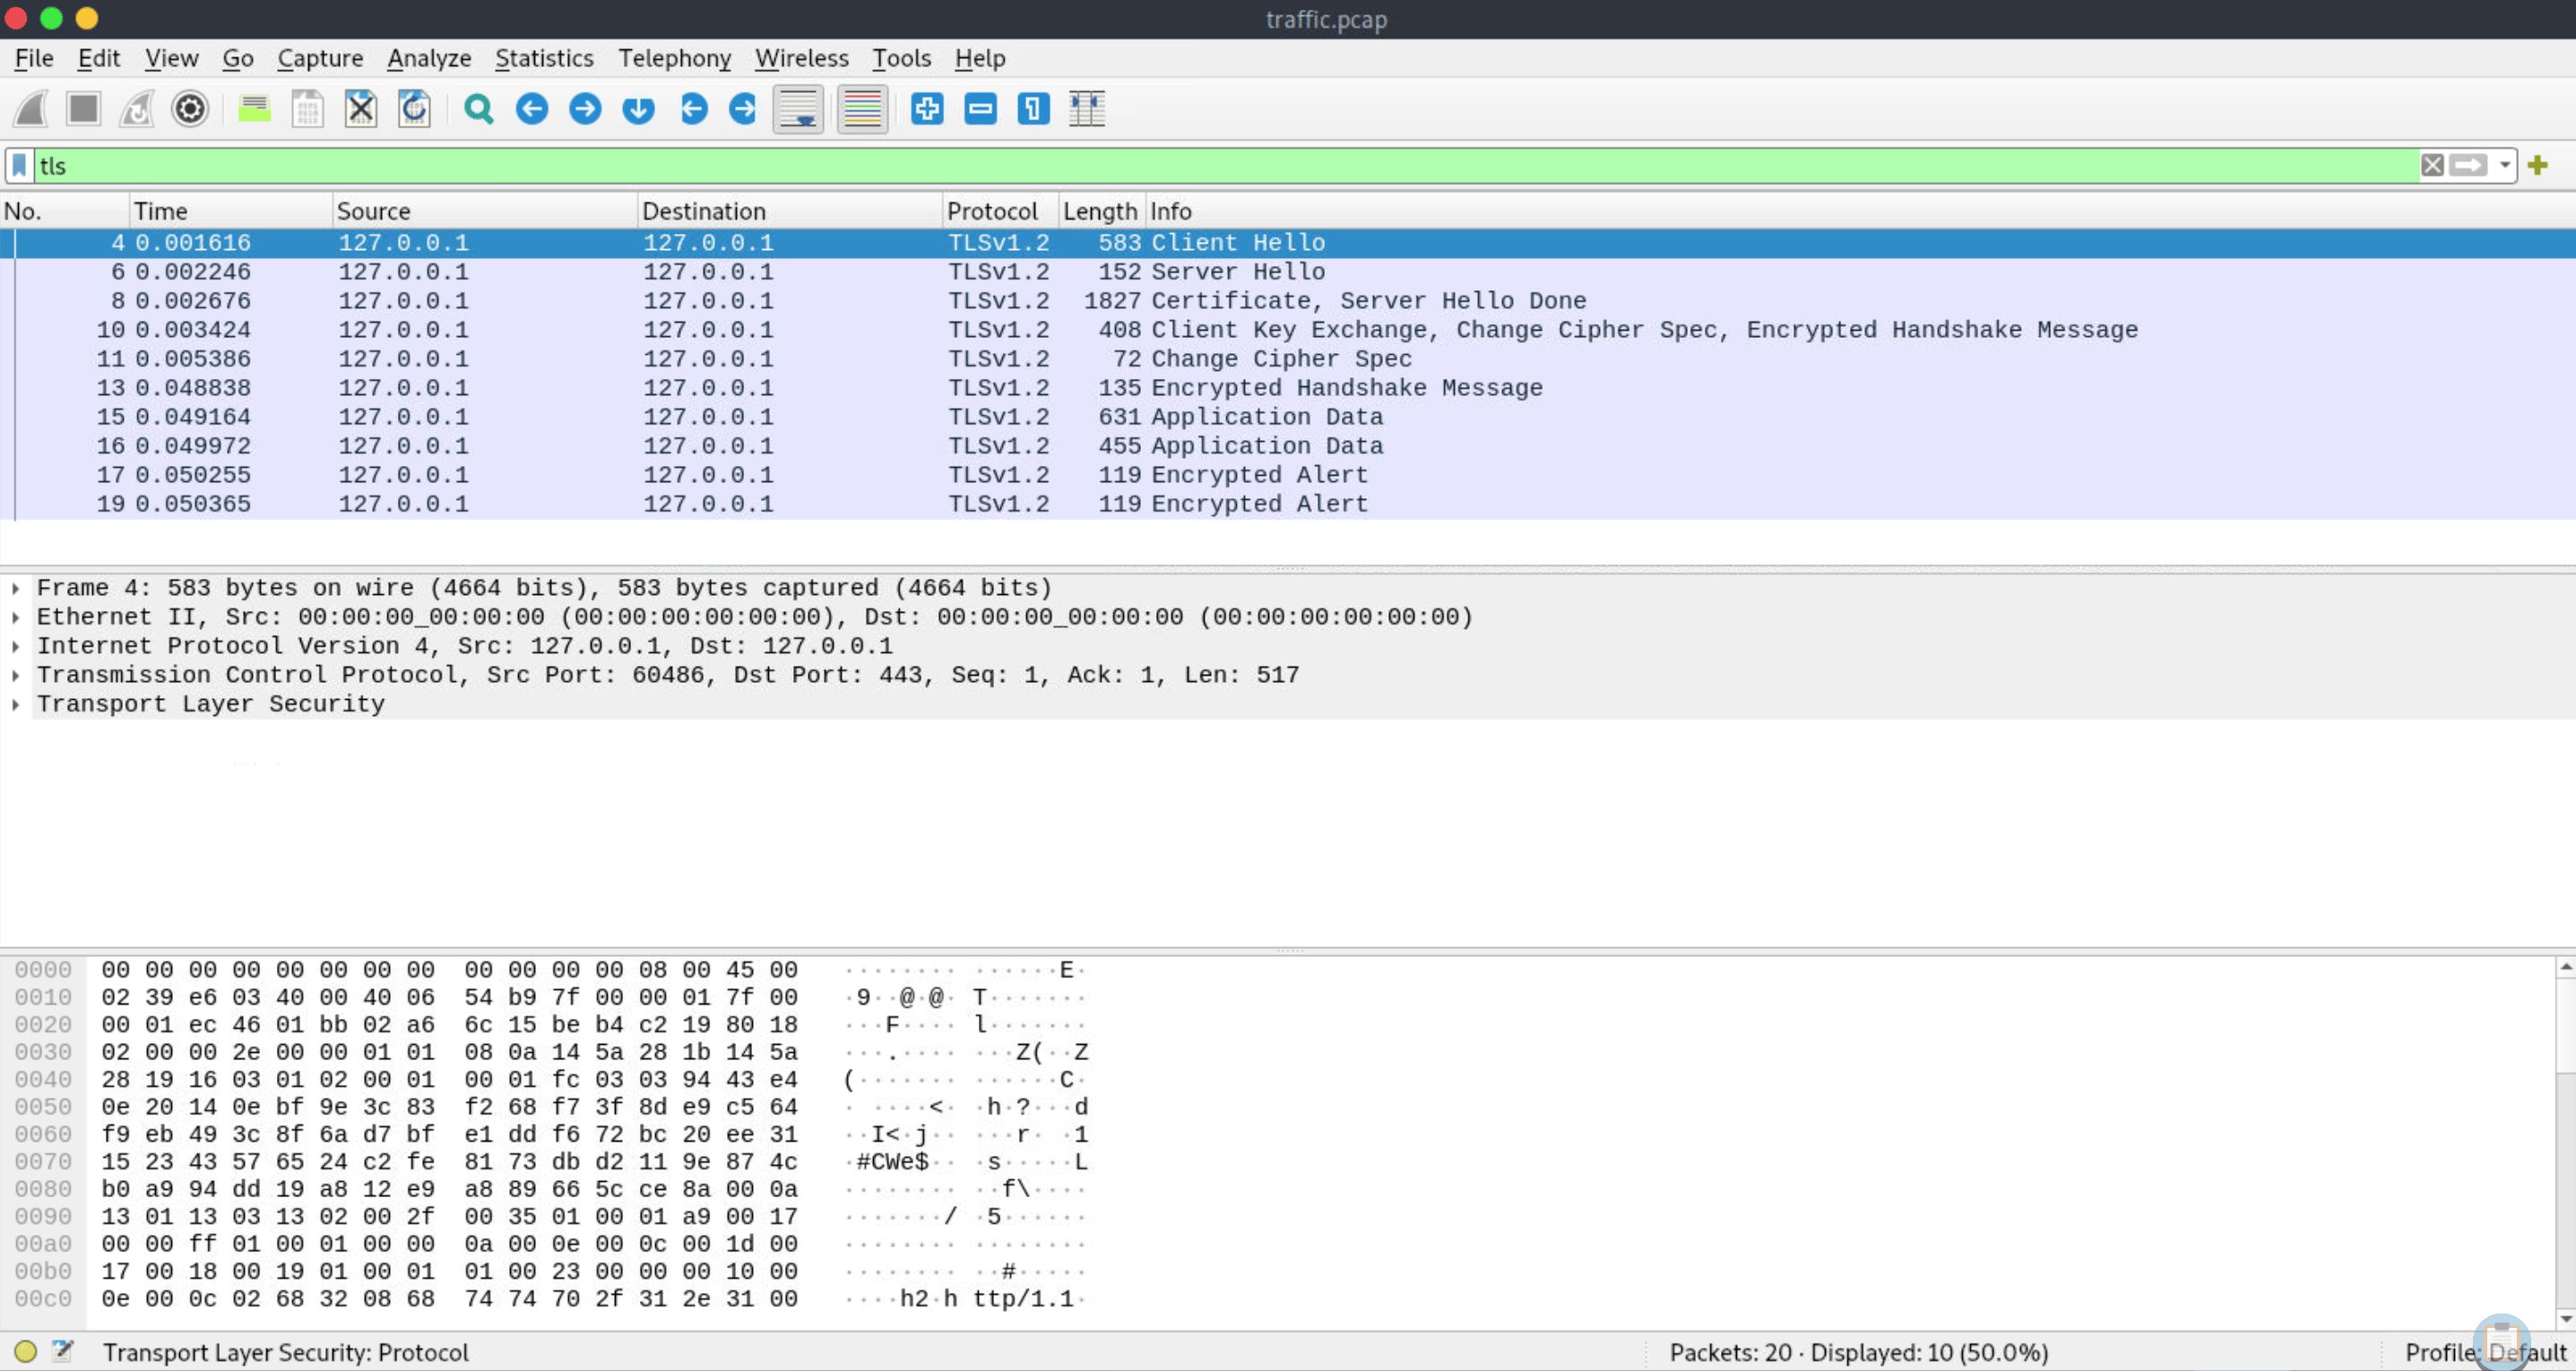 traffic.pcap
File Edit View Go Capture Analyze Statistics Telephony Wireless Tools Help
tls
No. Time Source Destination Protocol Length Info
4 0.001616 127.0.0.1 127.0.0.1 TLSv1.2 583 Client Hello
6 0.002246 127.0.0.1 127.0.0.1 TLSv1.2 152 Server Hello
8 0.002676 127.0.0.1 127.0.0.1 TLSv1.2 1827 Certificate, Server Hello Done
10 0.003424 127.0.0.1 127.0.0.1 TLSv1.2 408 Client Key Exchange, Change Cipher Spec, Encrypted Handshake Message
11 0.005386 127.0.0.1 127.0.0.1 TLSv1.2 72 Change Cipher Spec
13 0.048838 127.0.0.1 127.0.0.1 TLSv1.2 135 Encrypted Handshake Message
15 0.049164 127.0.0.1 127.0.0.1 TLSv1.2 631 Application Data
16 0.049972 127.0.0.1 127.0.0.1 TLSv1.2 455 Application Data
17 0.050255 127.0.0.1 127.0.0.1 TLSv1.2 119 Encrypted Alert
19 0.050365 127.0.0.1 127.0.0.1 TLSv1.2 119 Encrypted Alert
Frame 4: 583 bytes on wire (4664 bits), 583 bytes captured (4664 bits)
Ethernet II, Src: 00:00:00_00:00:00 (00:00:00:00:00:00), Dst: 00:00:00_00:00:00 (00:00:00:00:00:00)
Internet Protocol Version 4, Src: 127.0.0.1, Dst: 127.0.0.1
Transmission Control Protocol, Src Port: 60486, Dst Port: 443, Seq: 1, Ack: 1, Len: 517
Transport Layer Security
0000 00 00 00 00 00 00 00 00 00 00 00 00 08 00 45 00 ········ ······E·
0010 02 39 e6 03 40 00 40 06 54 b9 7f 00 00 01 7f 00 ·9··@·@· T·······
0020 00 01 ec 46 01 bb 02 a6 6c 15 be b4 c2 19 80 18 ···F···· l·······
0030 02 00 00 2e 00 00 01 01 08 0a 14 5a 28 1b 14 5a ···.···· ···Z(··Z
0040 28 19 16 03 01 02 00 01 00 01 fc 03 03 94 43 e4 (······· ······C·
0050 0e 20 14 0e bf 9e 3c 83 f2 68 f7 3f 8d e9 c5 64 · ····<· ·h·?···d
0060 f9 eb 49 3c 8f 6a d7 bf e1 dd f6 72 bc 20 ee 31 ··I<·j·· ···r· ·1
0070 15 23 43 57 65 24 c2 fe 81 73 db d2 11 9e 87 4c ·#CWe$·· ·s·····L
0080 b0 a9 94 dd 19 a8 12 e9 a8 89 66 5c ce 8a 00 0a ········ ··f\····
0090 13 01 13 03 13 02 00 2f 00 35 01 00 01 a9 00 17 ·······/ ·5······
00a0 00 00 ff 01 00 01 00 00 0a 00 0e 00 0c 00 1d 00 ········ ········
00b0 17 00 18 00 19 01 00 01 01 00 23 00 00 00 10 00 ········ ··#·····
00c0 0e 00 0c 02 68 32 08 68 74 74 70 2f 31 2e 31 00 ····h2·h ttp/1.1·
Transport Layer Security: Protocol Packets: 20 · Displayed: 10 (50.0%) Profile: Default